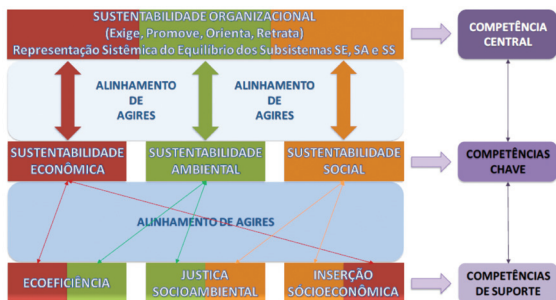 SUSTENTABILIDADE ORGANIZACIONAL
(Exige, Promove, Orienta, Retrata)
Representação Sistêmica do Equilíbrio dos Subsistemas SE, SA e SS
COMPETÊNCIA
CENTRAL
ALINHAMENTO
DE
AGIRES
ALINHAMENTO
DE
AGIRES
SUSTENTABILIDADE
ECONÔMICA
SUSTENTABILIDADE
AMBIENTAL
SUSTENTABILIDADE
SOCIAL
COMPETÊNCIAS
CHAVE
ALINHAMENTO DE AGIRES
ECOEFICIÊNCIA
JUSTIÇA
SOCIOAMBIENTAL
INSERÇÃO
SÓCIOECONÔMICA
COMPETÊNCIAS
DE SUPORTE